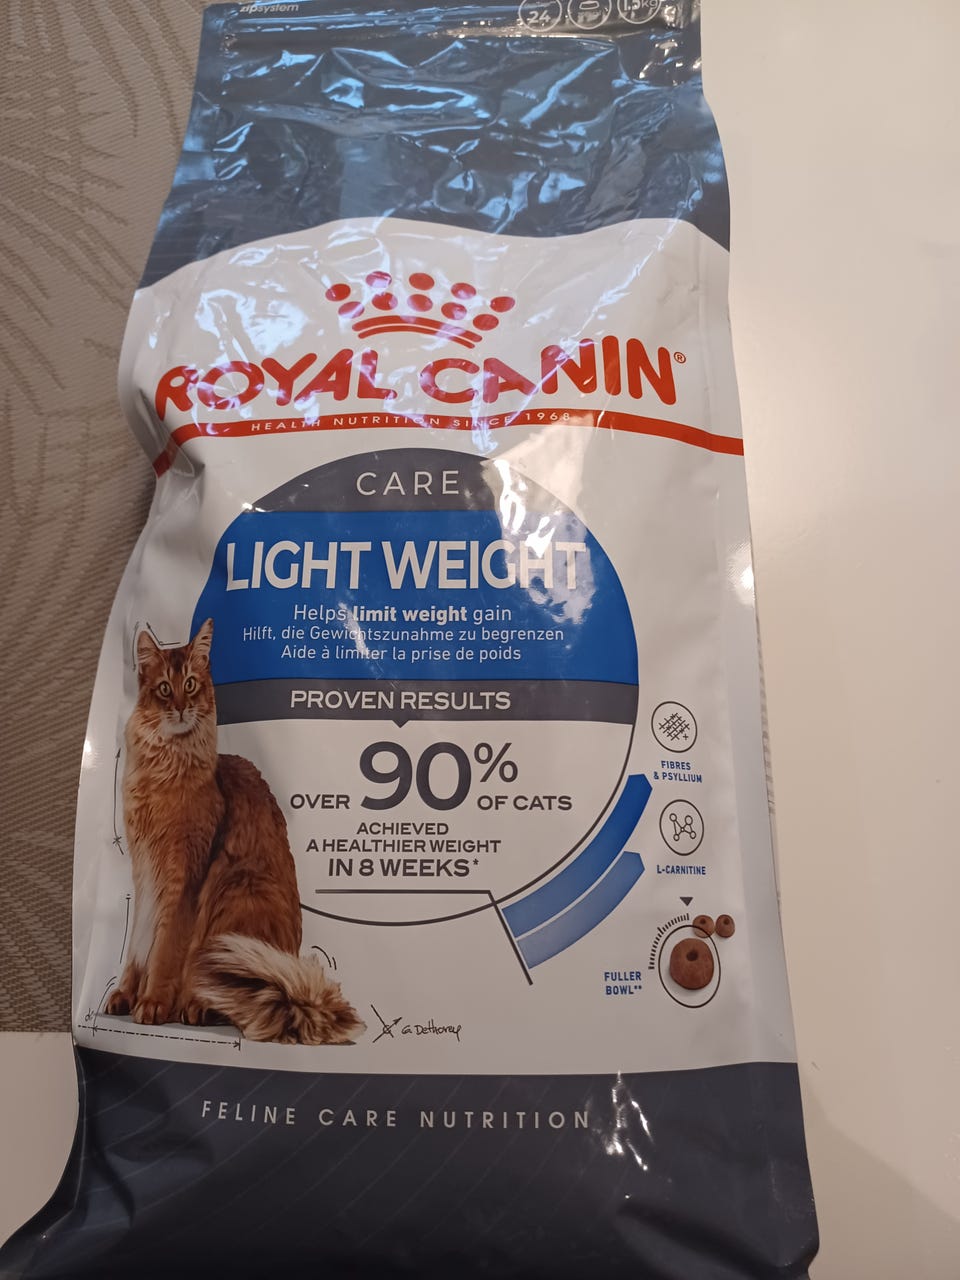 zipsystem
24
1.5kg
ROYAL CANIN®
HEALTH NUTRITION SINCE 1968
CARE
LIGHT WEIGHT
Helps limit weight gain
Hilft, die Gewichtszunahme zu begrenzen
Aide à limiter la prise de poids
PROVEN RESULTS
OVER 90% OF CATS
ACHIEVED
A HEALTHIER WEIGHT
IN 8 WEEKS*
FIBRES
& PSYLLIUM
L-CARNITINE
FULLER
BOWL**
G. Dethorey
FELINE CARE NUTRITION